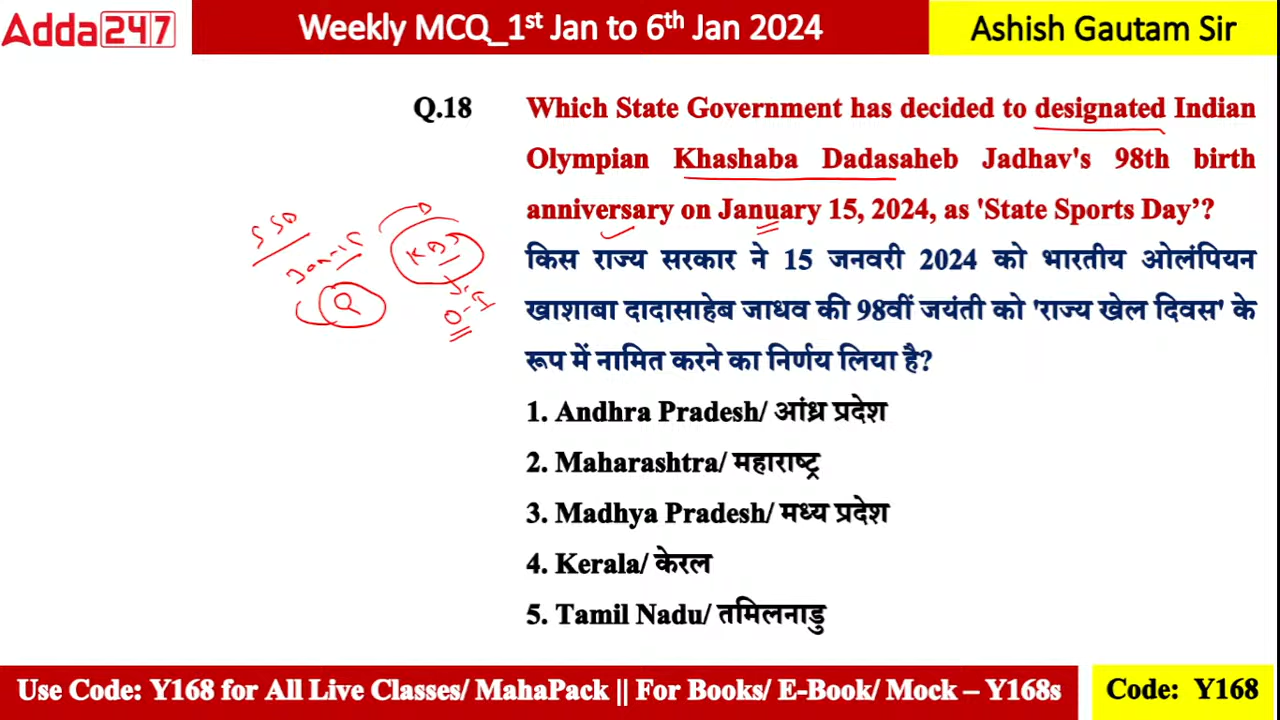 Adda247
Weekly MCQ_1st Jan to 6th Jan 2024
Ashish Gautam Sir
Q.18 Which State Government has decided to designated Indian
Olympian Khashaba Dadasaheb Jadhav's 98th birth
anniversary on January 15, 2024, as 'State Sports Day'?
किस राज्य सरकार ने 15 जनवरी 2024 को भारतीय ओलंपियन
खाशाबा दादासाहेब जाधव की 98वीं जयंती को 'राज्य खेल दिवस' के
रूप में नामित करने का निर्णय लिया है?
SSD
Jan-15
1. Andhra Pradesh/ आंध्र प्रदेश
2. Maharashtra/ महाराष्ट्र
3. Madhya Pradesh/ मध्य प्रदेश
4. Kerala/ केरल
5. Tamil Nadu/ तमिलनाडु
Use Code: Y168 for All Live Classes/ MahaPack || For Books/ E-Book/ Mock – Y168s
Code: Y168